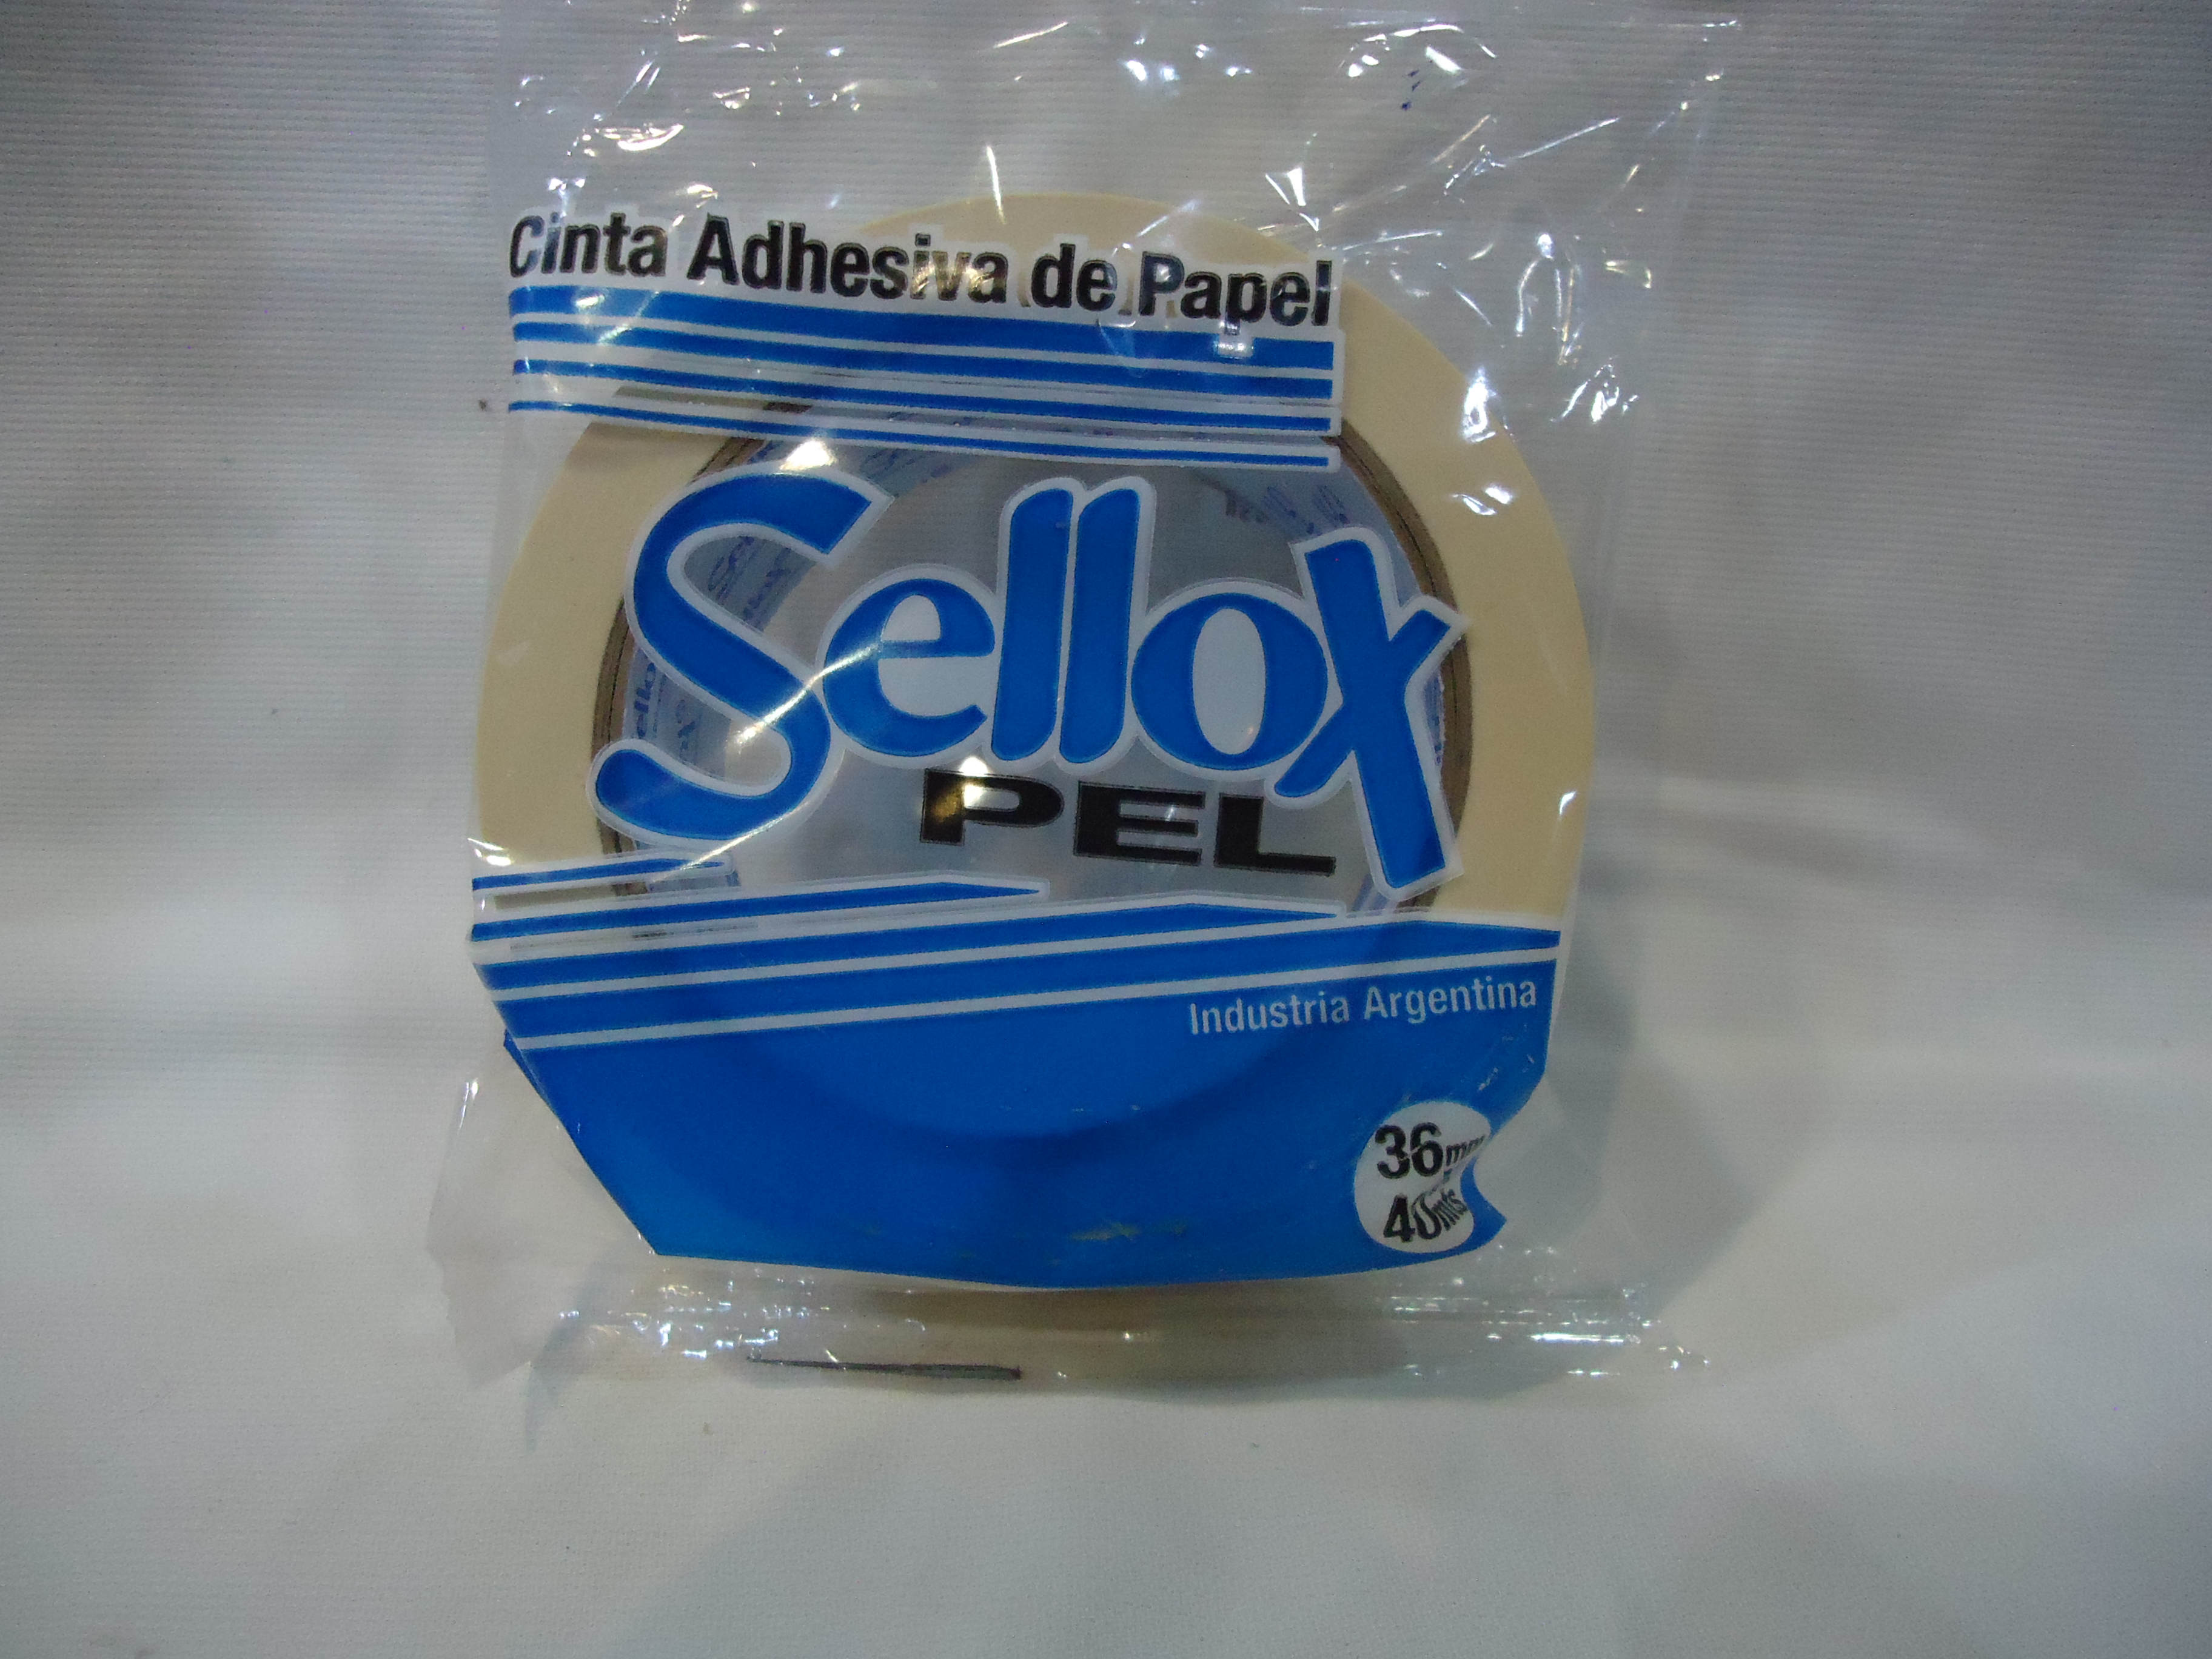 Cinta Adhesiva de Papel
Sellox
PEL
Industria Argentina
36mm
40mts